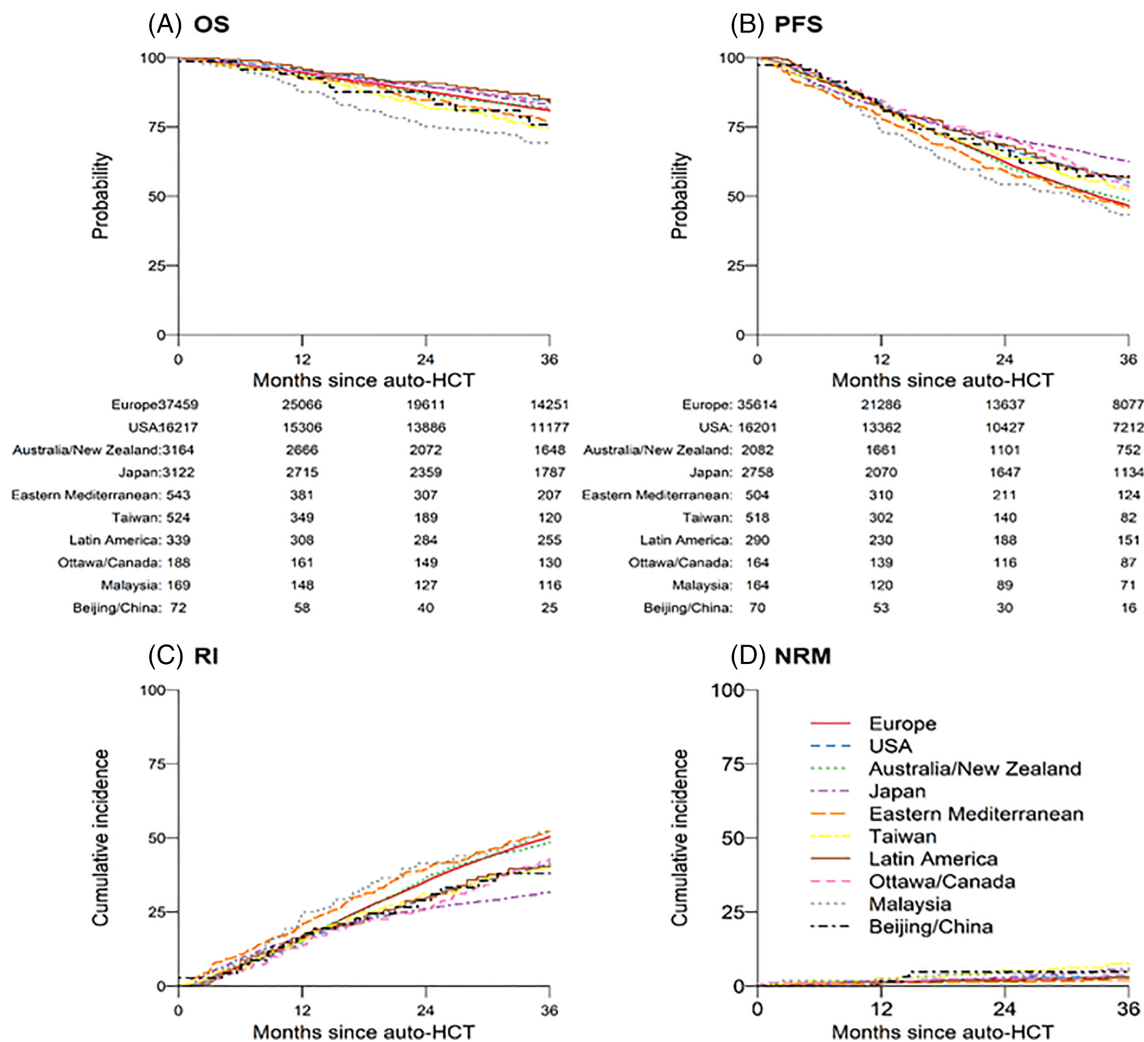 (A) OS
100
75
50
25
0
Probability
0 12 24 36
Months since auto-HCT
Europe37459 25066 19611 14251
USA:16217 15306 13886 11177
Australia/New Zealand:3164 2666 2072 1648
Japan:3122 2715 2359 1787
Eastern Mediterranean: 543 381 307 207
Taiwan: 524 349 189 120
Latin America: 339 308 284 255
Ottawa/Canada: 188 161 149 130
Malaysia: 169 148 127 116
Beijing/China: 72 58 40 25
(B) PFS
100
75
50
25
0
Probability
0 12 24 36
Months since auto-HCT
Europe: 35614 21286 13637 8077
USA: 16201 13362 10427 7212
Australia/New Zealand: 2082 1661 1101 752
Japan: 2758 2070 1647 1134
Eastern Mediterranean: 504 310 211 124
Taiwan: 518 302 140 82
Latin America: 290 230 188 151
Ottawa/Canada: 164 139 116 87
Malaysia: 164 120 89 71
Beijing/China: 70 53 30 16
(C) RI
100
75
50
25
0
Cumulative incidence
0 12 24 36
Months since auto-HCT
(D) NRM
100
75
50
25
0
Cumulative incidence
Europe
USA
Australia/New Zealand
Japan
Eastern Mediterranean
Taiwan
Latin America
Ottawa/Canada
Malaysia
Beijing/China
0 12 24 36
Months since auto-HCT